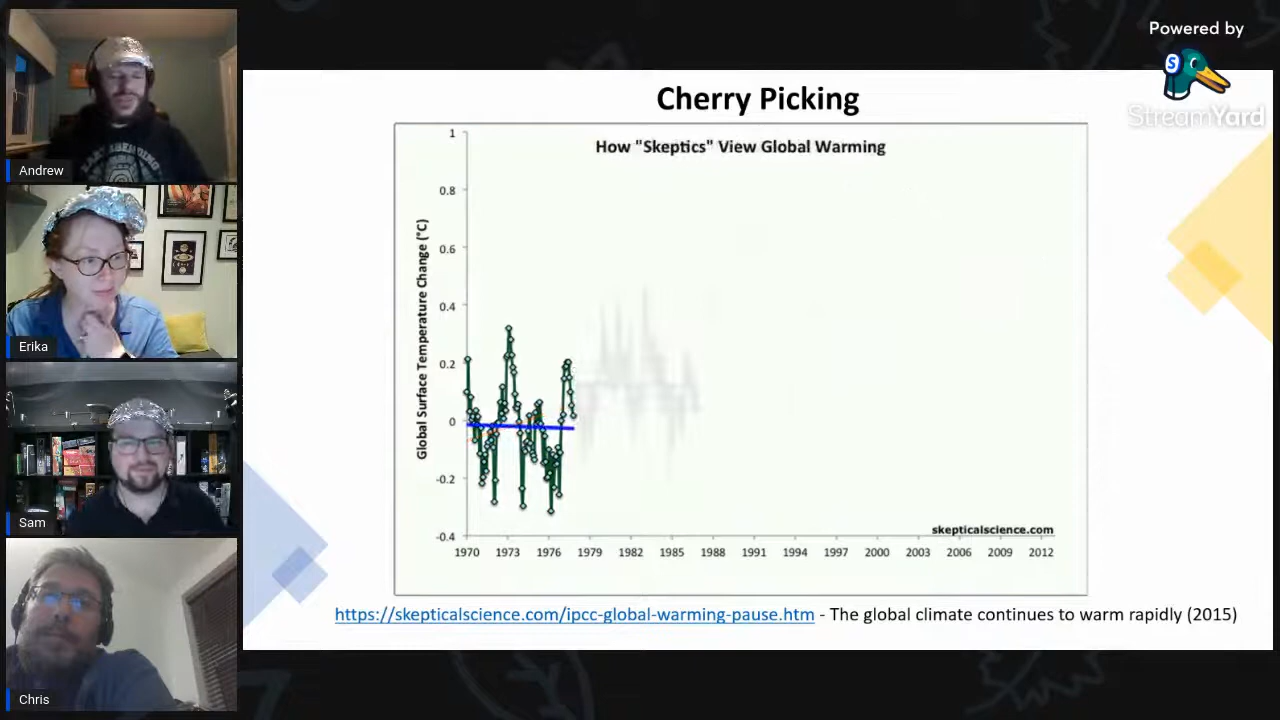 Powered by
StreamYard
Cherry Picking
How "Skeptics" View Global Warming
Global Surface Temperature Change (°C)
1
0.8
0.6
0.4
0.2
0
-0.2
-0.4
1970 1973 1976 1979 1982 1985 1988 1991 1994 1997 2000 2003 2006 2009 2012
skepticalscience.com
https://skepticalscience.com/ipcc-global-warming-pause.htm - The global climate continues to warm rapidly (2015)
Andrew
Erika
Sam
Chris